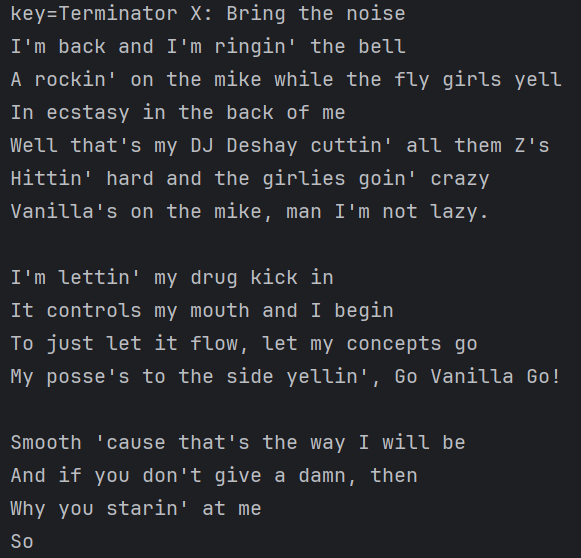 key=Terminator X: Bring the noise
I'm back and I'm ringin' the bell
A rockin' on the mike while the fly girls yell
In ecstasy in the back of me
Well that's my DJ Deshay cuttin' all them Z's
Hittin' hard and the girlies goin' crazy
Vanilla's on the mike, man I'm not lazy.

I'm lettin' my drug kick in
It controls my mouth and I begin
To just let it flow, let my concepts go
My posse's to the side yellin', Go Vanilla Go!

Smooth 'cause that's the way I will be
And if you don't give a damn, then
Why you starin' at me
So